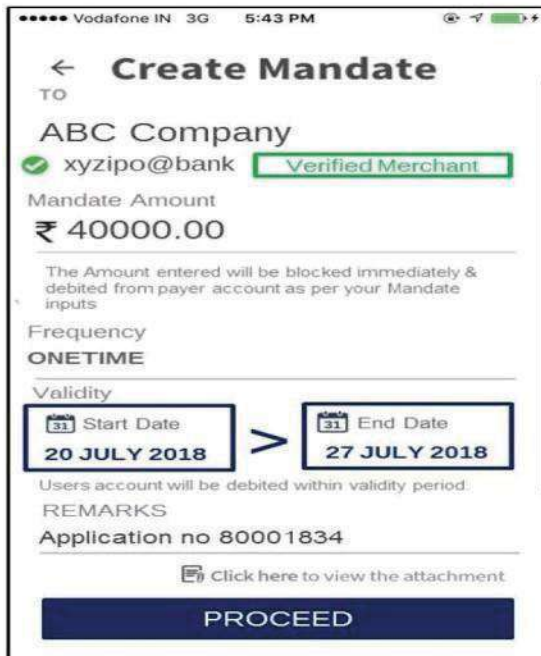 Vodafone IN 3G 5:43 PM
← Create Mandate
TO
ABC Company
xyzipo@bank Verified Merchant
Mandate Amount
₹ 40000.00
The Amount entered will be blocked immediately &
debited from payer account as per your Mandate
inputs
Frequency
ONETIME
Validity
31 Start Date > 31 End Date
20 JULY 2018 27 JULY 2018
Users account will be debited within validity period
REMARKS
Application no 80001834
Click here to view the attachment
PROCEED